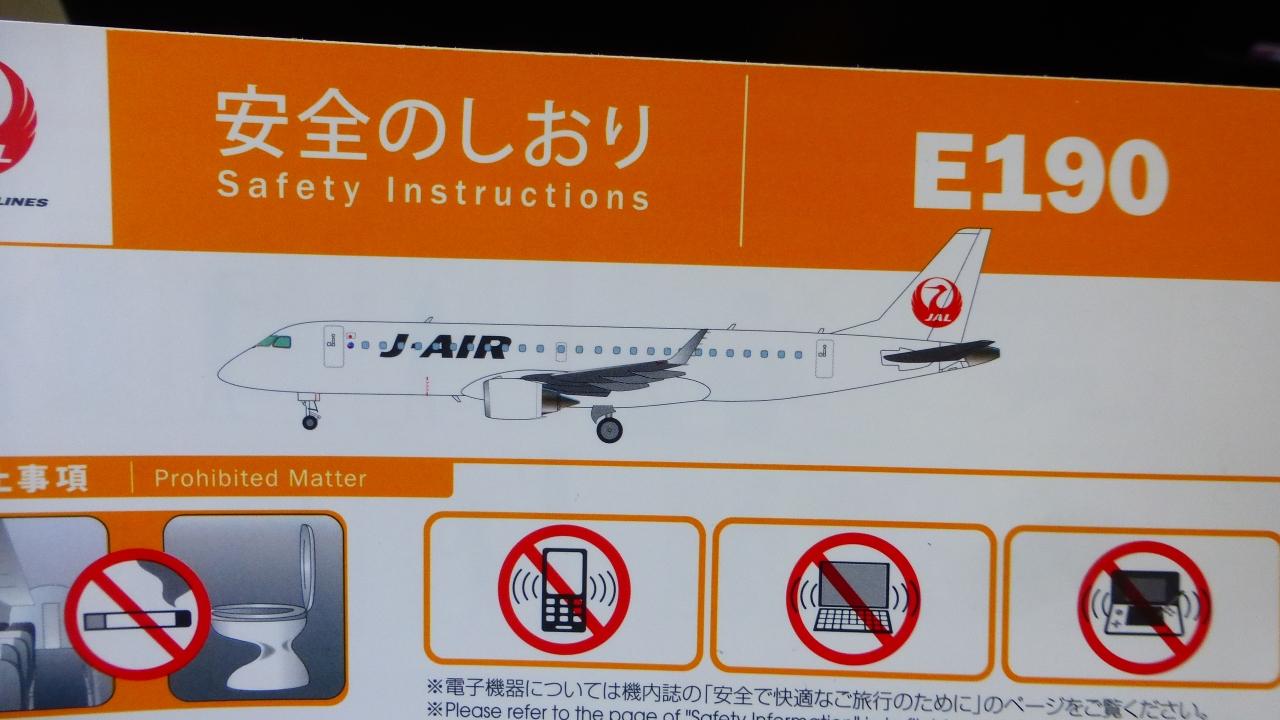 安全のしおり
Safety Instructions
E190
LINES
J-AIR
JAL
事項
Prohibited Matter
※電子機器については機内誌の「安全で快適なご旅行のために」のページをご覧ください。
※Please refer to the page of "Safety Information"